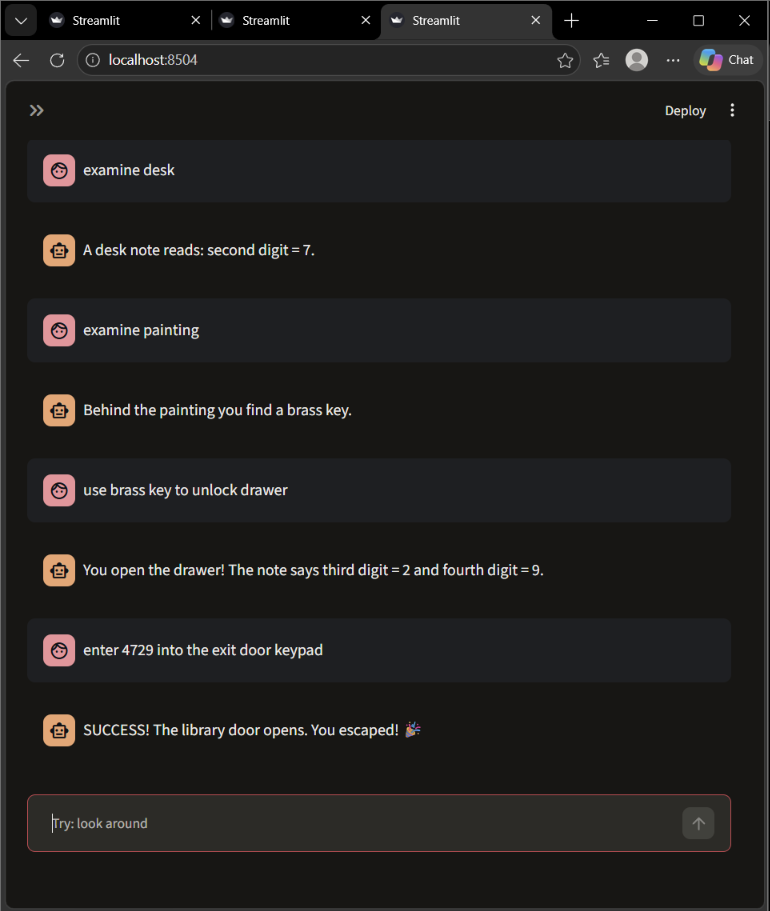 Streamlit
Streamlit
Streamlit
localhost:8504
Chat
Deploy
examine desk
A desk note reads: second digit = 7.
examine painting
Behind the painting you find a brass key.
use brass key to unlock drawer
You open the drawer! The note says third digit = 2 and fourth digit = 9.
enter 4729 into the exit door keypad
SUCCESS! The library door opens. You escaped! 🎉
Try: look around